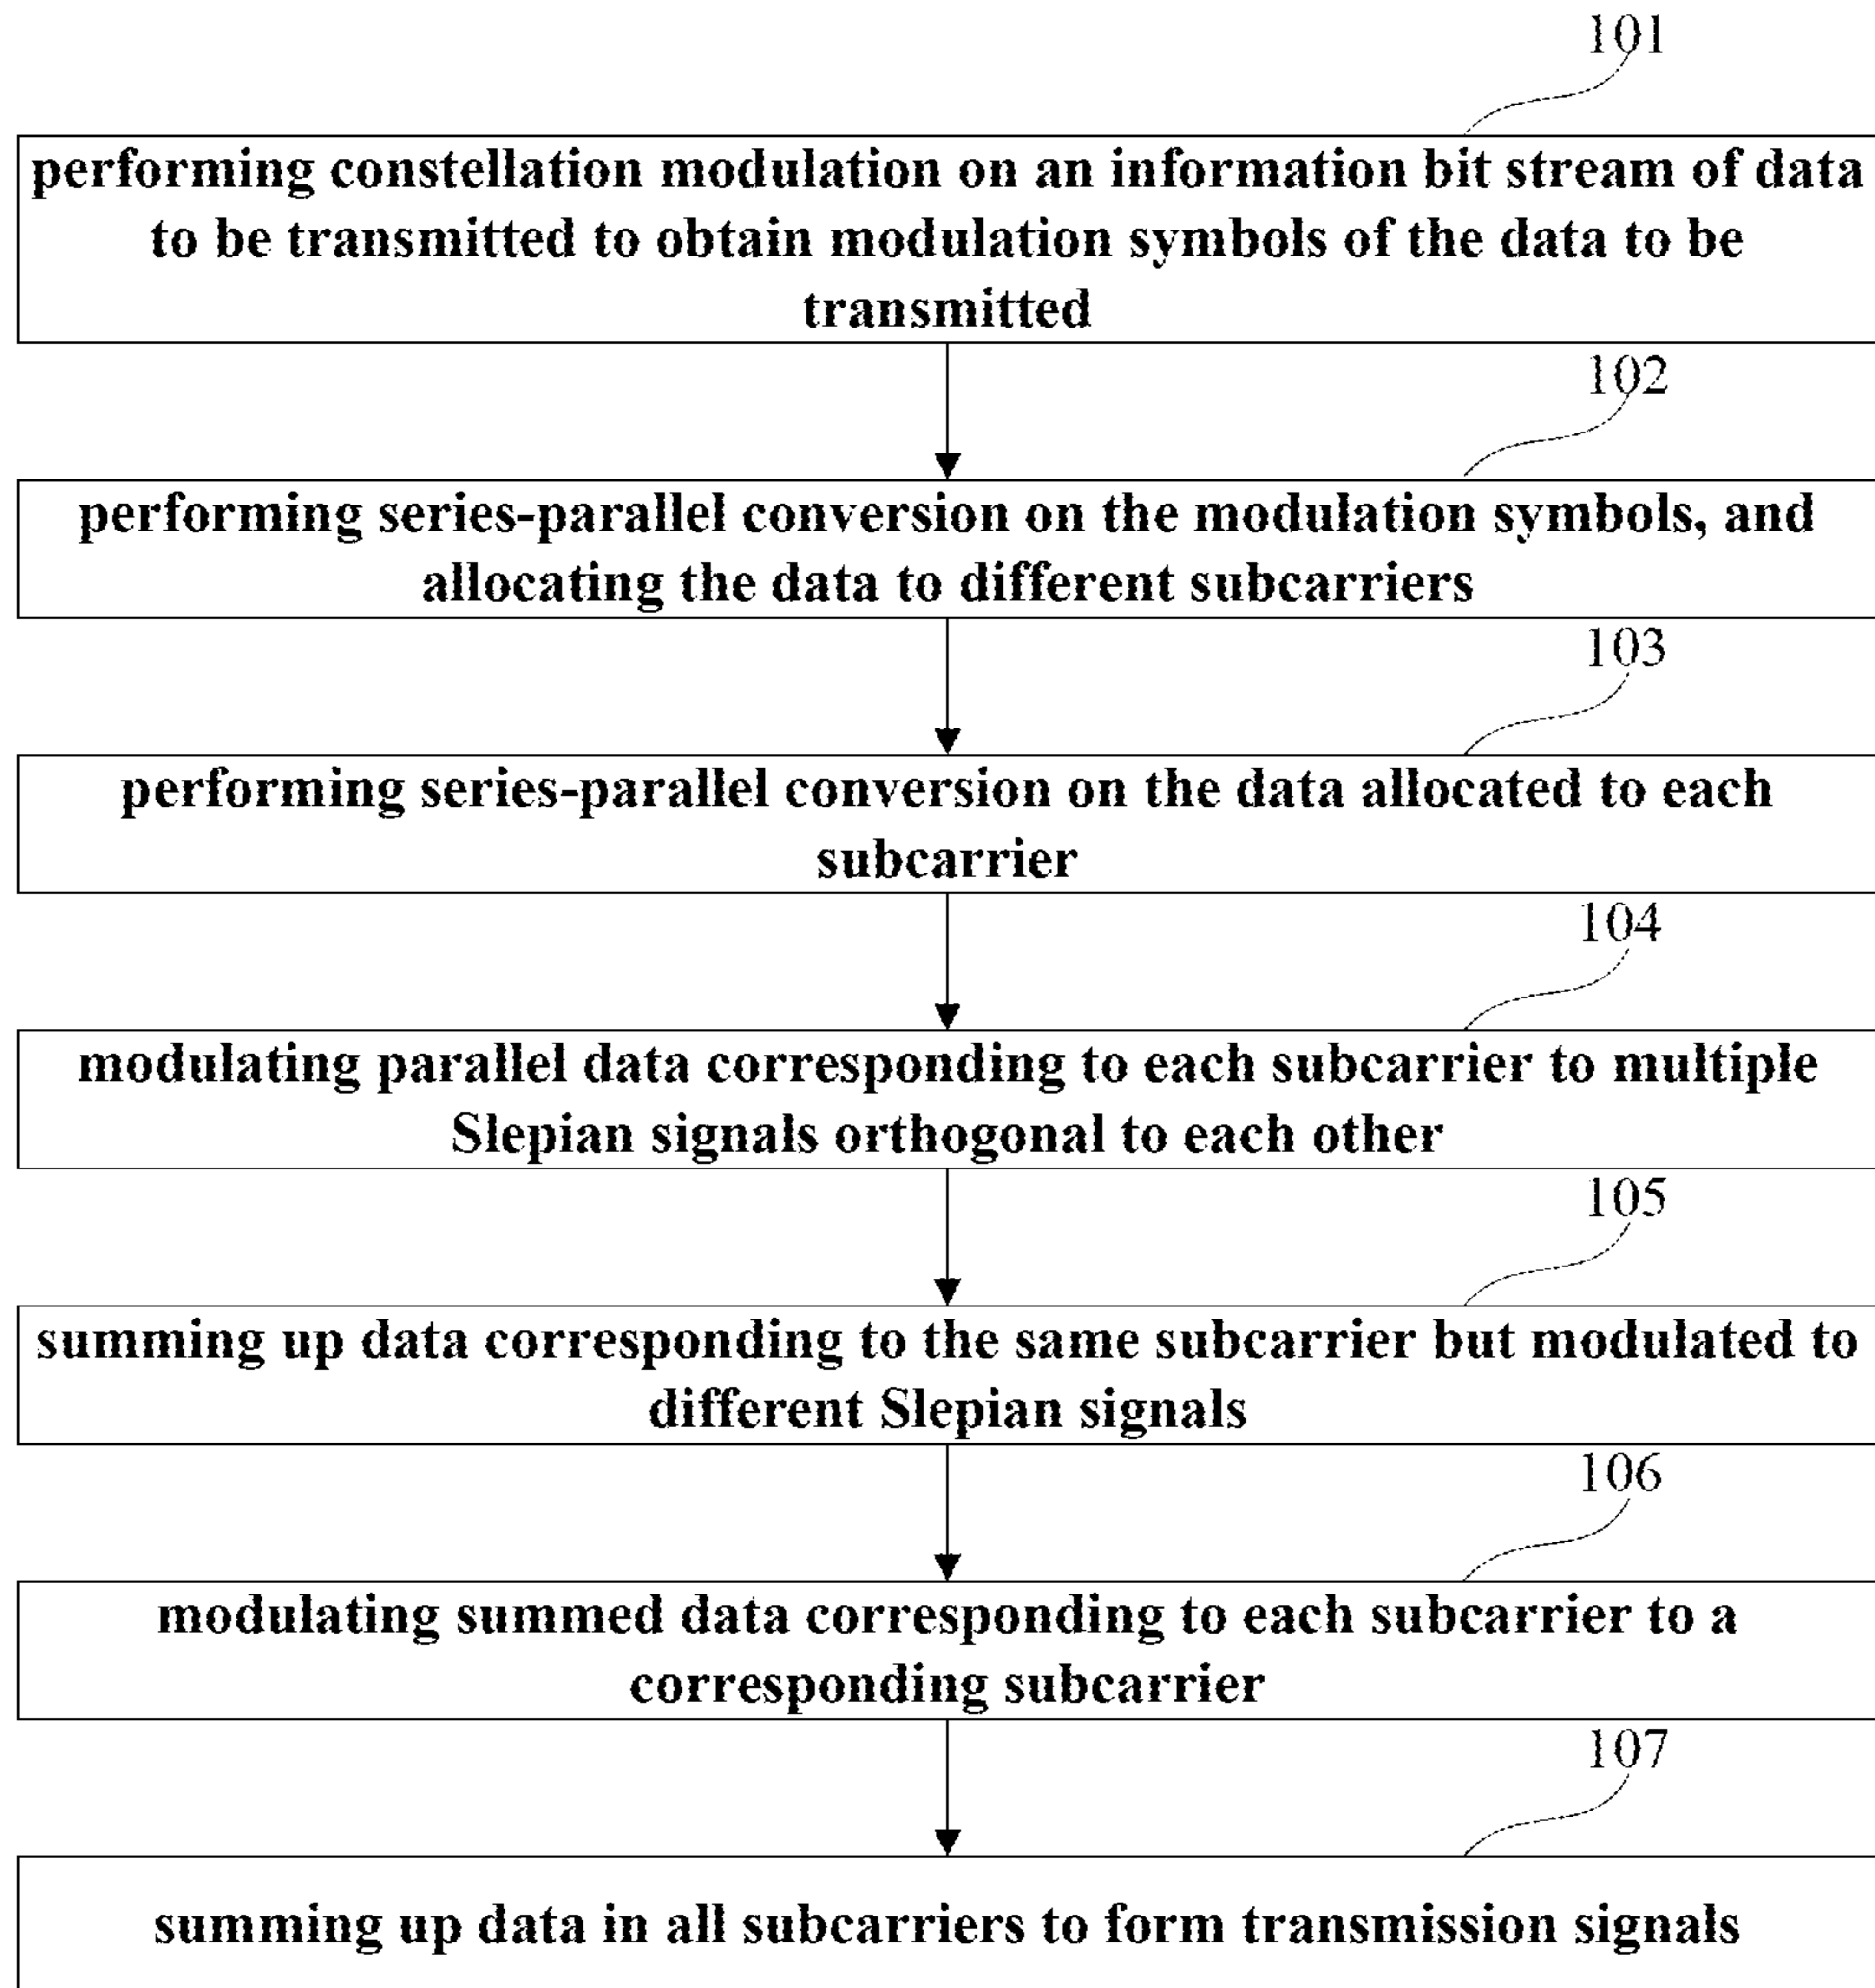 101
performing constellation modulation on an information bit stream of data
to be transmitted to obtain modulation symbols of the data to be
transmitted
102
performing series-parallel conversion on the modulation symbols, and
allocating the data to different subcarriers
103
performing series-parallel conversion on the data allocated to each
subcarrier
104
modulating parallel data corresponding to each subcarrier to multiple
Slepian signals orthogonal to each other
105
summing up data corresponding to the same subcarrier but modulated to
different Slepian signals
106
modulating summed data corresponding to each subcarrier to a
corresponding subcarrier
107
summing up data in all subcarriers to form transmission signals